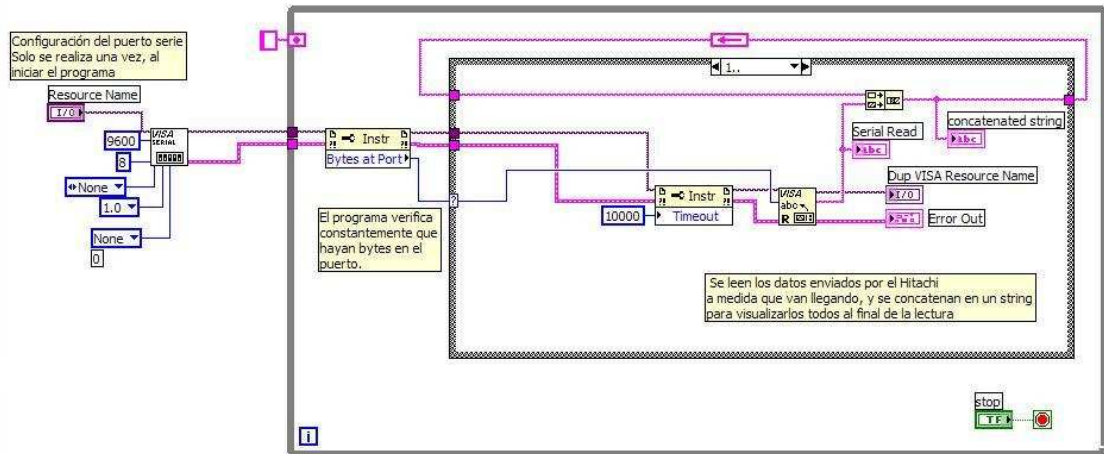 Configuración del puerto serie
Solo se realiza una vez, al
iniciar el programa
Resource Name
I/O
9600
8
None
1.0
None
0
VISA
SERIAL
Instr
Bytes at Port
El programa verifica
constantemente que
hayan bytes en el
puerto.
1..
?
Instr
10000
Timeout
VISA
abc
R
Serial Read
abc
concatenated string
abc
Dup VISA Resource Name
I/O
Error Out
Se leen los datos enviados por el Hitachi
a medida que van llegando, y se concatenan en un string
para visualizarlos todos al final de la lectura
stop
TF
i